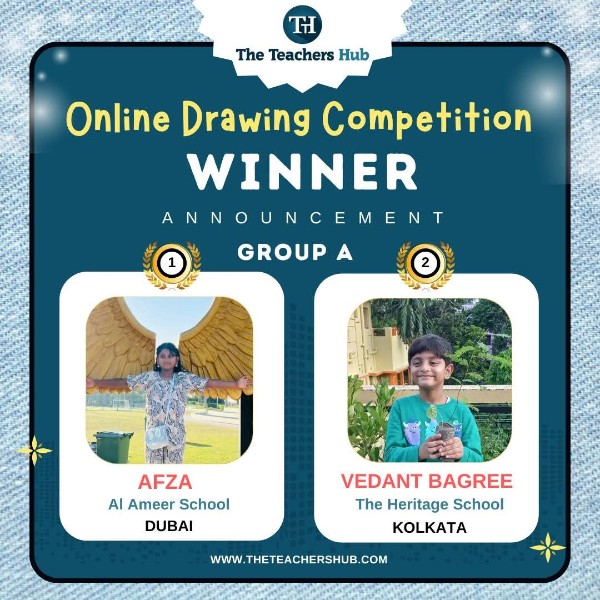 TH
The Teachers Hub
Online Drawing Competition
WINNER
ANNOUNCEMENT
GROUP A
1
2
AFZA
Al Ameer School
DUBAI
VEDANT BAGREE
The Heritage School
KOLKATA
WWW.THETEACHERSHUB.COM